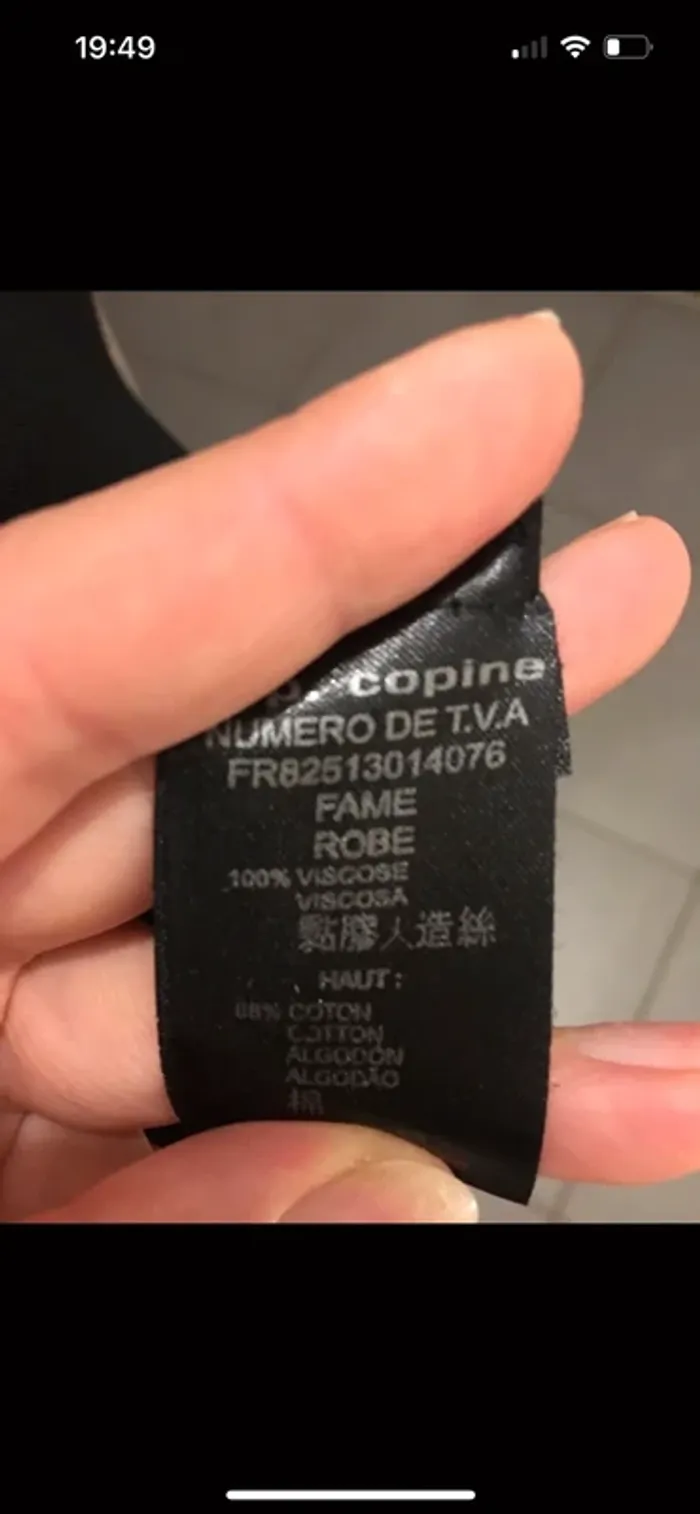 19:49
p. copine
NUMERO DE T.V.A
FR82513014076
FAME
ROBE
100% VISCOSE
VISCOSA
黏膠人造絲
HAUT :
COTON
COTTON
ALGODÓN
ALGODÃO
棉